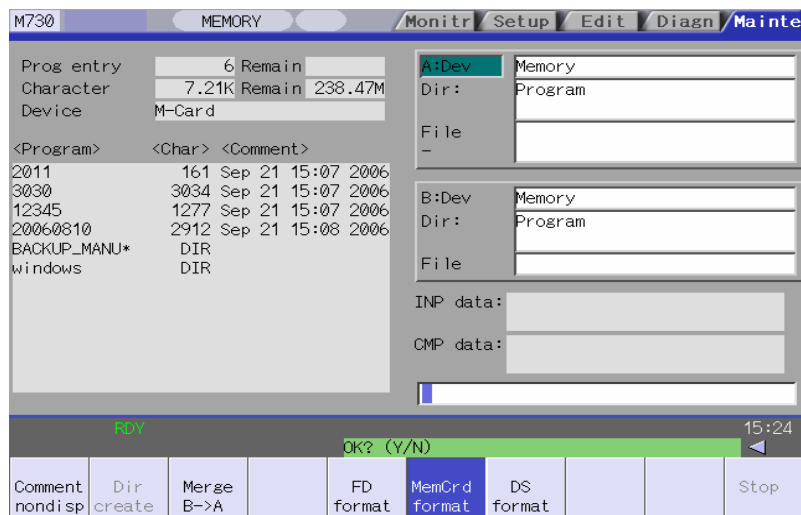 M730 MEMORY Monitr Setup Edit Diagn Mainte
Prog entry 6 Remain
Character 7.21K Remain 238.47M
Device M-Card
<Program> <Char> <Comment>
2011 161 Sep 21 15:07 2006
3030 3034 Sep 21 15:07 2006
12345 1277 Sep 21 15:07 2006
20060810 2912 Sep 21 15:08 2006
BACKUP_MANU* DIR
windows DIR
A:Dev Memory
Dir: Program
File
–
B:Dev Memory
Dir: Program
File
INP data:
CMP data:
RDY 15:24
OK? (Y/N)
Comment Dir Merge FD MemCrd DS Stop
nondisp create B->A format format format